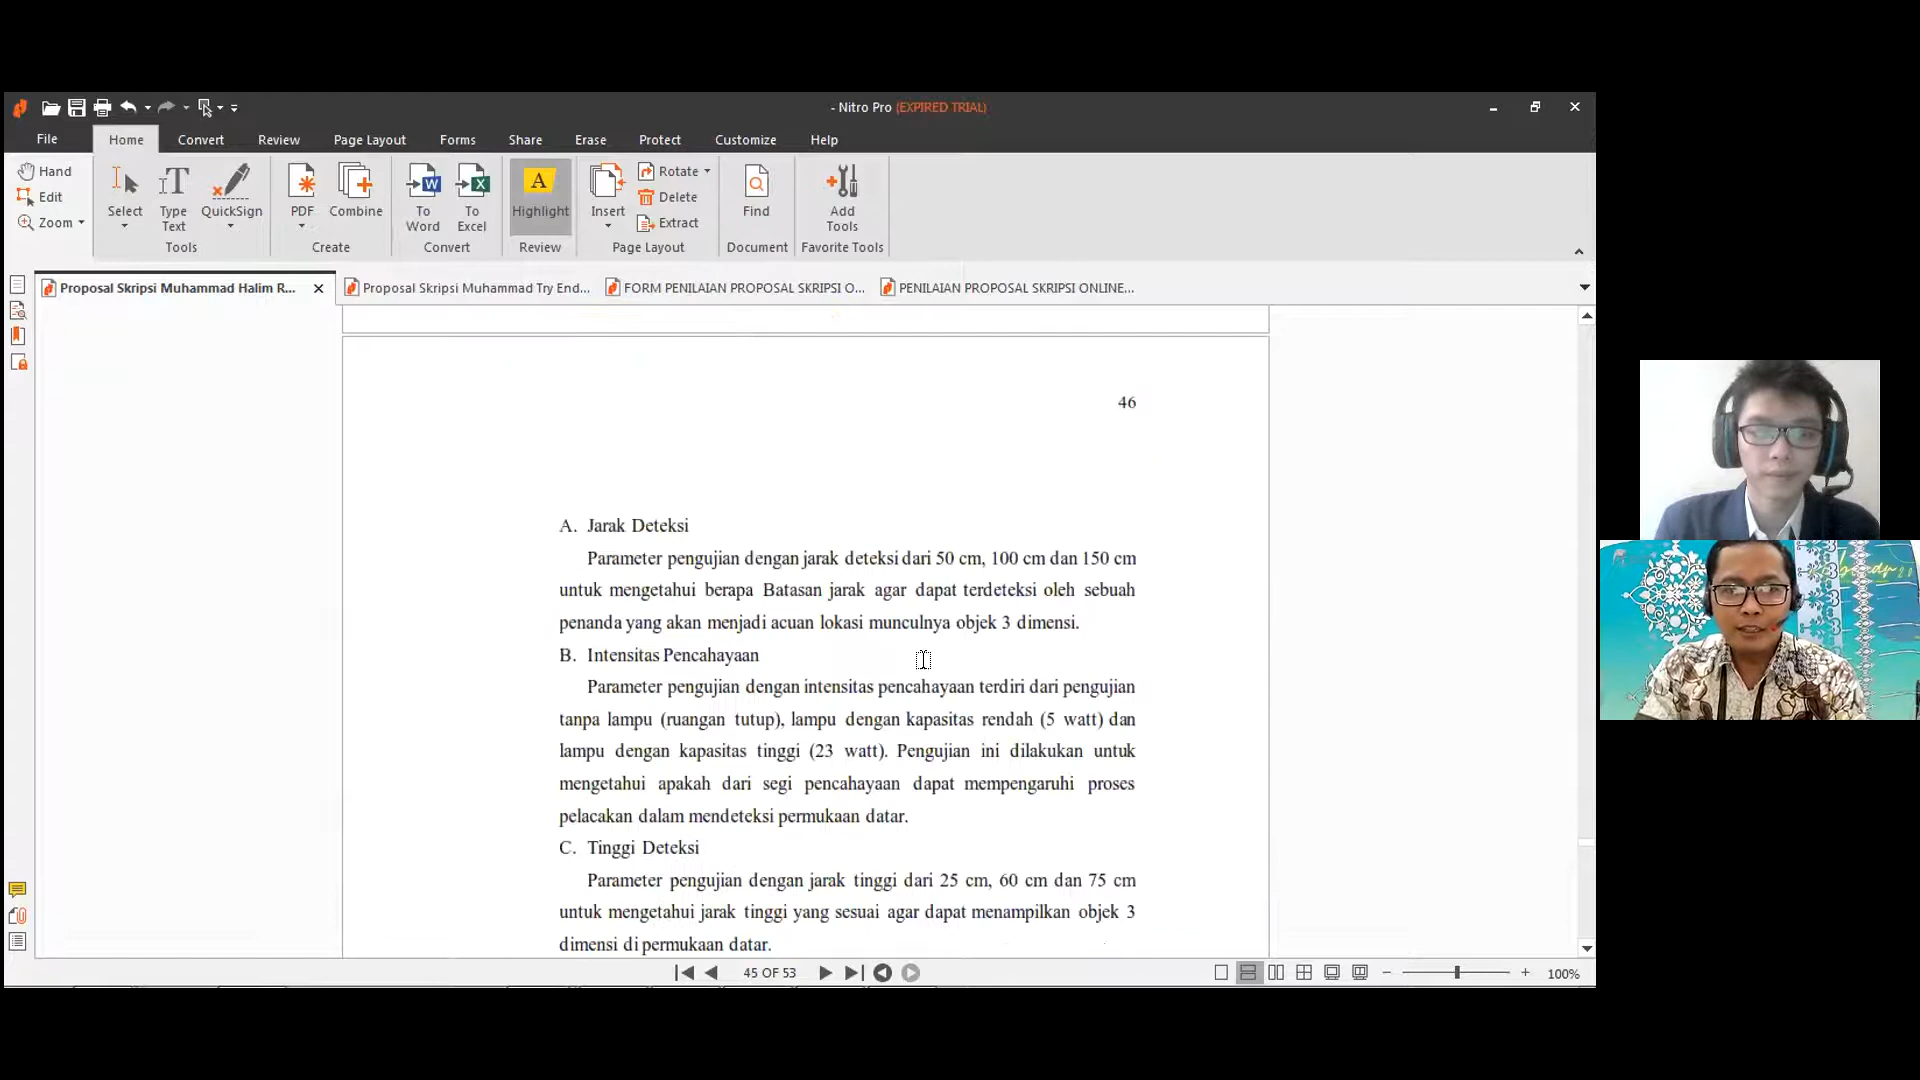 - Nitro Pro (EXPIRED TRIAL)
File Home Convert Review Page Layout Forms Share Erase Protect Customize Help
Hand
Edit
Zoom
Select
Type Text
QuickSign
Tools
PDF
Combine
Create
To Word
To Excel
Convert
Highlight
Review
Insert
Rotate
Delete
Extract
Page Layout
Find
Document
Add Tools
Favorite Tools
Proposal Skripsi Muhammad Halim R... Proposal Skripsi Muhammad Try End... FORM PENILAIAN PROPOSAL SKRIPSI O... PENILAIAN PROPOSAL SKRIPSI ONLINE...
46
A. Jarak Deteksi
Parameter pengujian dengan jarak deteksi dari 50 cm, 100 cm dan 150 cm
untuk mengetahui berapa Batasan jarak agar dapat terdeteksi oleh sebuah
penanda yang akan menjadi acuan lokasi munculnya objek 3 dimensi.
B. Intensitas Pencahayaan
Parameter pengujian dengan intensitas pencahayaan terdiri dari pengujian
tanpa lampu (ruangan tutup), lampu dengan kapasitas rendah (5 watt) dan
lampu dengan kapasitas tinggi (23 watt). Pengujian ini dilakukan untuk
mengetahui apakah dari segi pencahayaan dapat mempengaruhi proses
pelacakan dalam mendeteksi permukaan datar.
C. Tinggi Deteksi
Parameter pengujian dengan jarak tinggi dari 25 cm, 60 cm dan 75 cm
untuk mengetahui jarak tinggi yang sesuai agar dapat menampilkan objek 3
dimensi di permukaan datar.
45 OF 53
100%